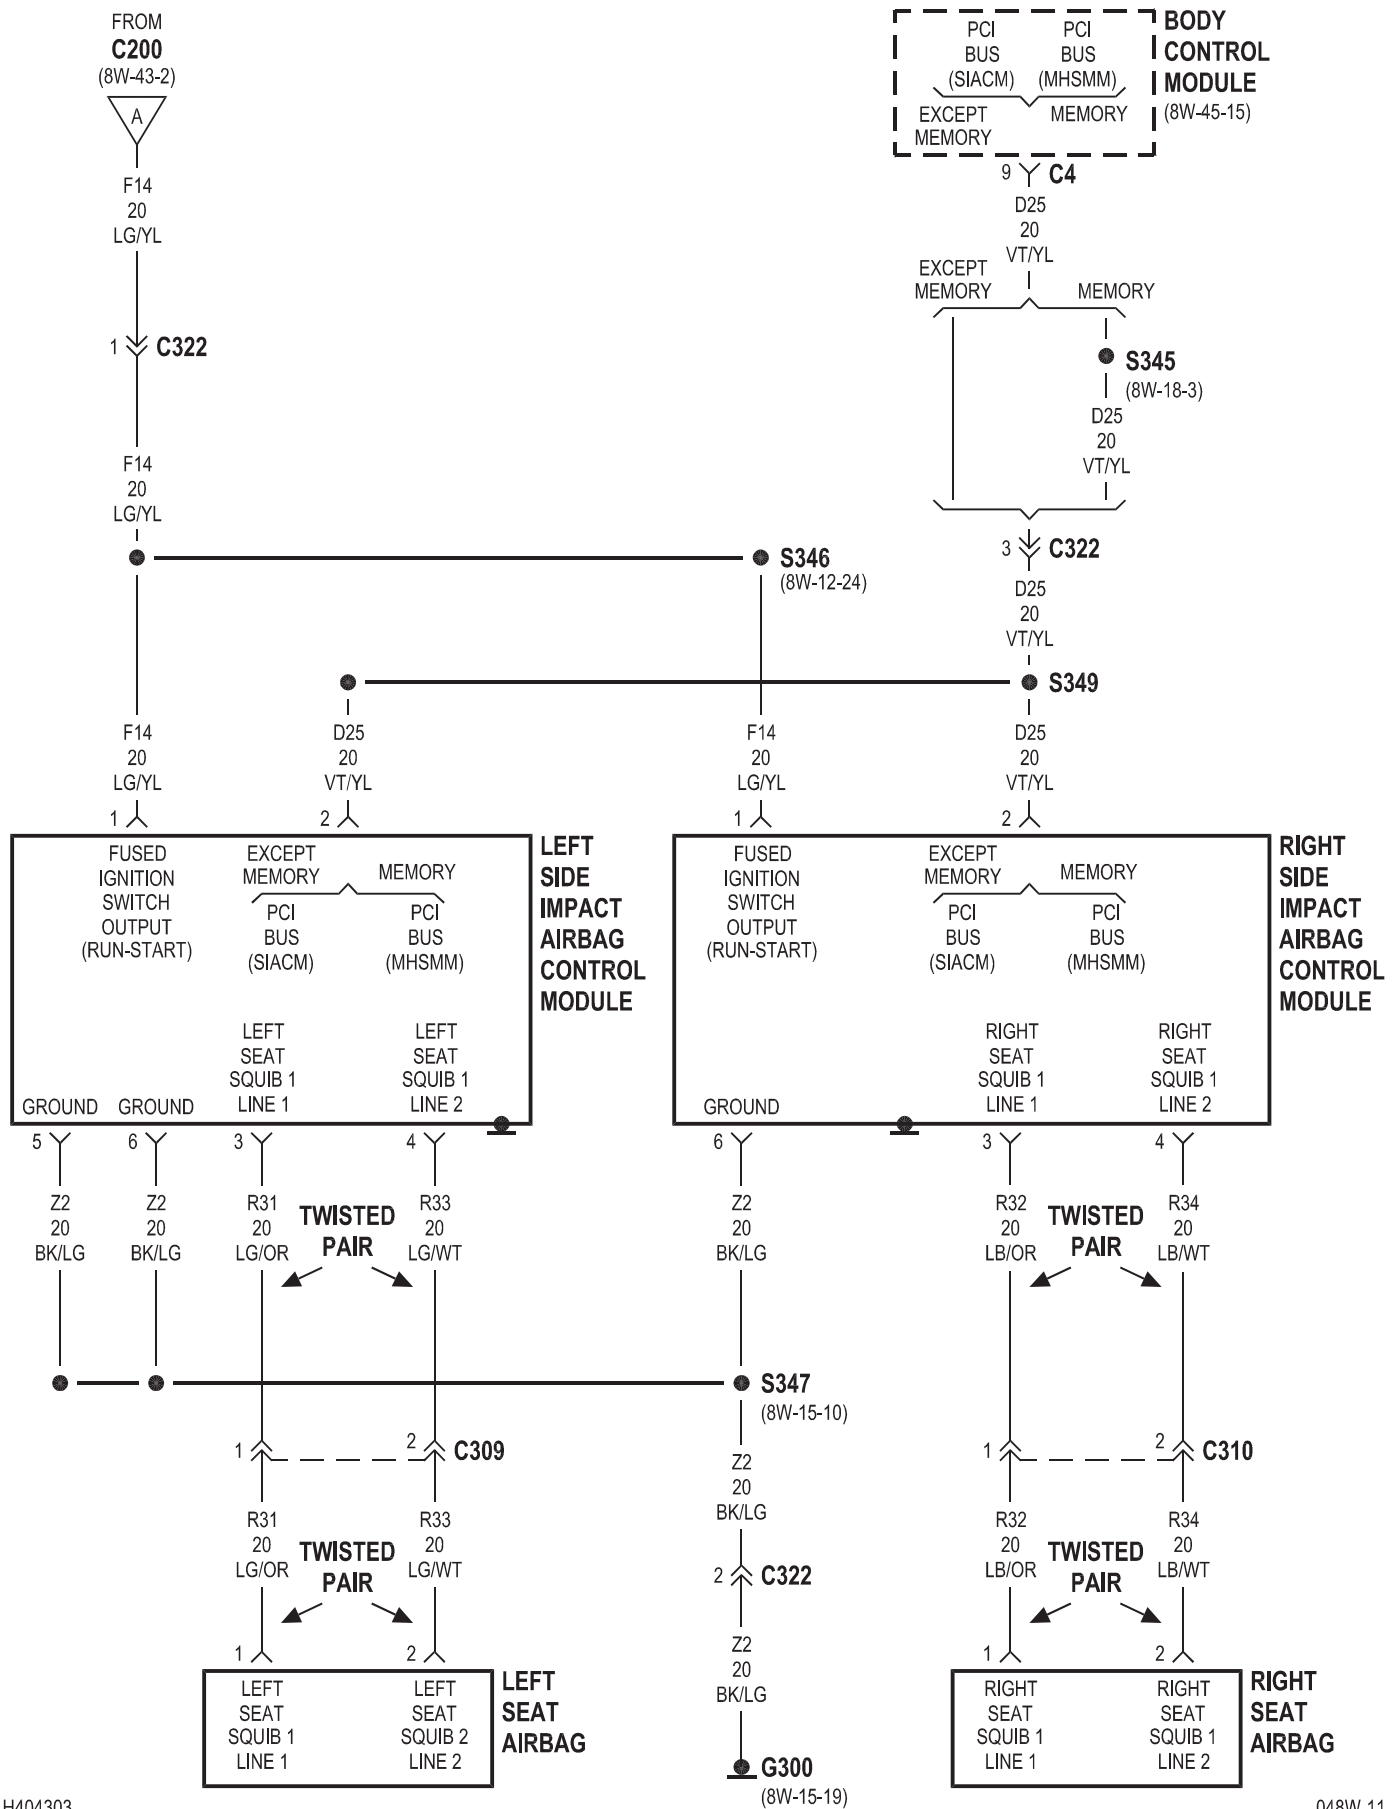 FROM
C200
(8W-43-2)
A
F14
20
LG/YL
1
C322
F14
20
LG/YL
PCI
BUS
(SIACM)
PCI
BUS
(MHSMM)
EXCEPT
MEMORY
MEMORY
BODY
CONTROL
MODULE
(8W-45-15)
9
C4
D25
20
VT/YL
EXCEPT
MEMORY
MEMORY
S345
(8W-18-3)
D25
20
VT/YL
3
C322
D25
20
VT/YL
S346
(8W-12-24)
S349
F14
20
LG/YL
1
D25
20
VT/YL
2
F14
20
LG/YL
1
D25
20
VT/YL
2
FUSED
IGNITION
SWITCH
OUTPUT
(RUN-START)
EXCEPT
MEMORY
MEMORY
PCI
BUS
(SIACM)
PCI
BUS
(MHSMM)
LEFT
SEAT
SQUIB 1
LINE 1
LEFT
SEAT
SQUIB 1
LINE 2
GROUND
GROUND
LEFT
SIDE
IMPACT
AIRBAG
CONTROL
MODULE
FUSED
IGNITION
SWITCH
OUTPUT
(RUN-START)
EXCEPT
MEMORY
MEMORY
PCI
BUS
(SIACM)
PCI
BUS
(MHSMM)
RIGHT
SEAT
SQUIB 1
LINE 1
RIGHT
SEAT
SQUIB 1
LINE 2
GROUND
RIGHT
SIDE
IMPACT
AIRBAG
CONTROL
MODULE
5
Z2
20
BK/LG
6
Z2
20
BK/LG
3
R31
20
LG/OR
TWISTED
PAIR
4
R33
20
LG/WT
6
Z2
20
BK/LG
3
R32
20
LB/OR
TWISTED
PAIR
4
R34
20
LB/WT
S347
(8W-15-10)
1
2
C309
1
2
C310
R31
20
LG/OR
TWISTED
PAIR
R33
20
LG/WT
Z2
20
BK/LG
2
C322
Z2
20
BK/LG
G300
(8W-15-19)
R32
20
LB/OR
TWISTED
PAIR
R34
20
LB/WT
1
2
LEFT
SEAT
SQUIB 1
LINE 1
LEFT
SEAT
SQUIB 2
LINE 2
LEFT
SEAT
AIRBAG
1
2
RIGHT
SEAT
SQUIB 1
LINE 1
RIGHT
SEAT
SQUIB 1
LINE 2
RIGHT
SEAT
AIRBAG
H404303
048W-11